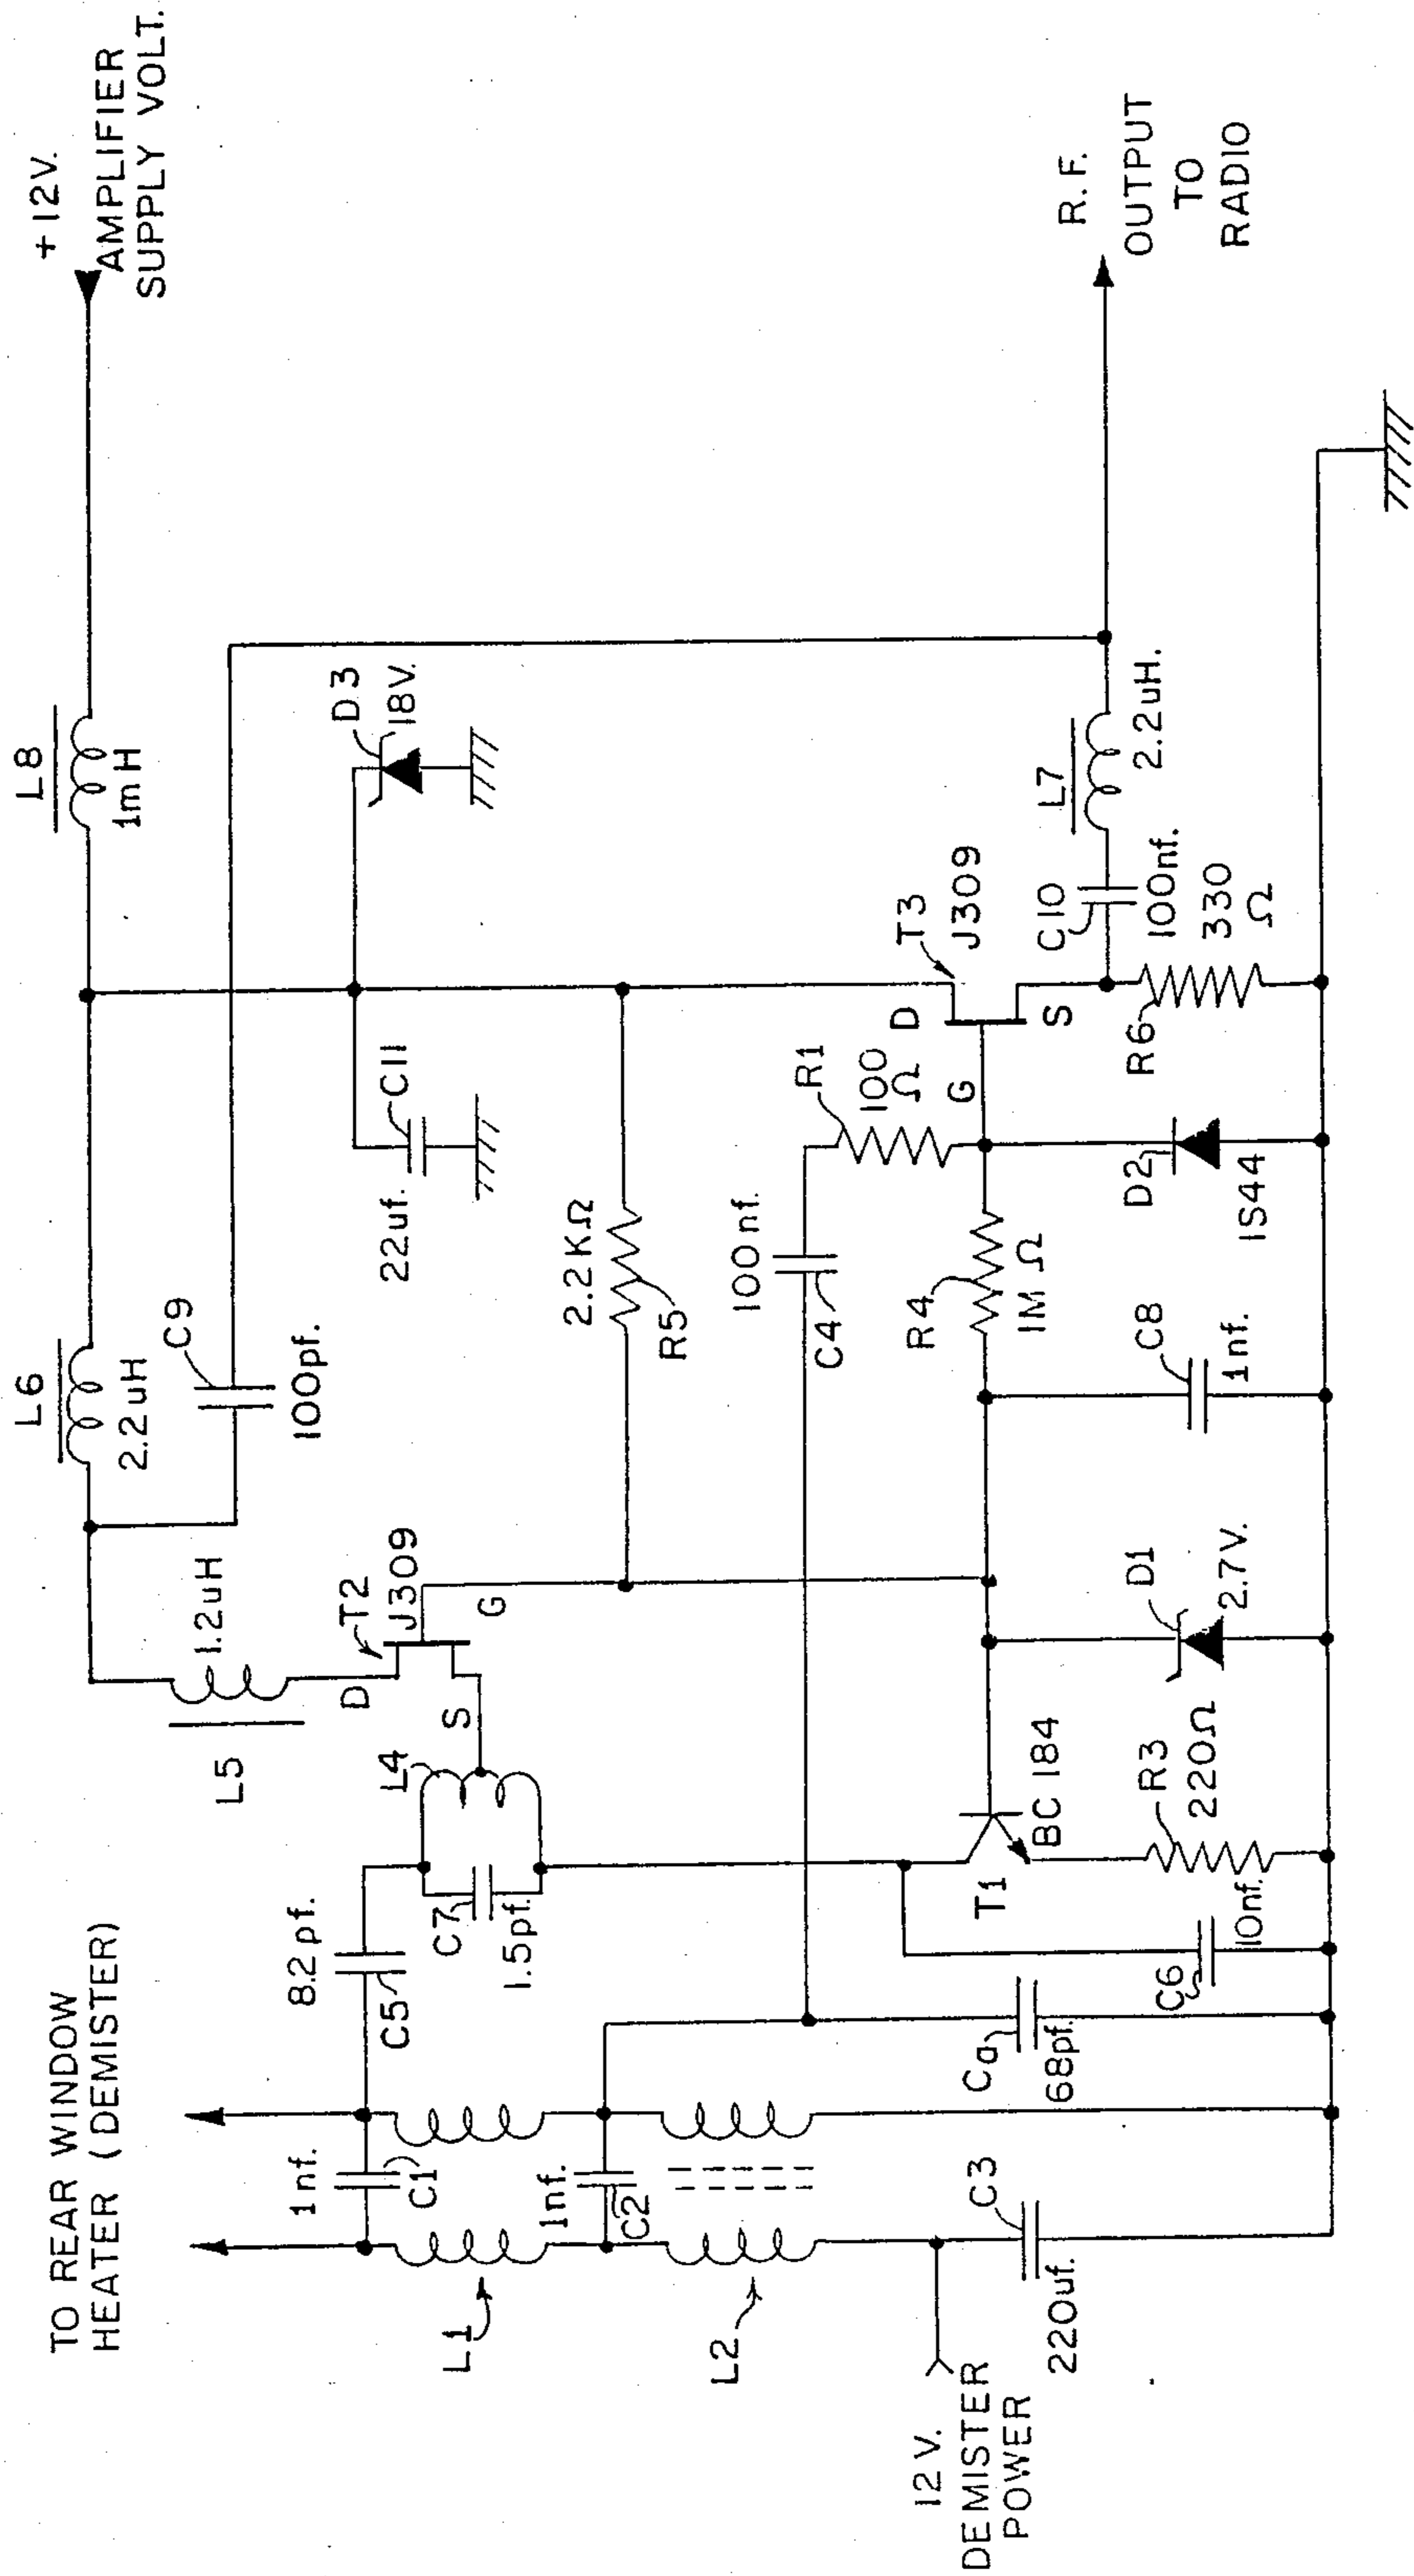 TO REAR WINDOW
HEATER (DEMISTER)
L1
1nf.
C1
1nf.
C2
L2
12 V.
DEMISTER
POWER
C3
220uf.
8.2pf.
C5
C7
1.5pf.
L4
Ca
68pf.
C6
10nf.
T1
BC 184
R3
220Ω
D1
2.7V.
L5
1.2uH
D
T2
J309
S
G
L6
2.2uH
C9
100pf.
2.2KΩ
R5
22uf.
C11
D3
18V.
100nf.
C4
R1
100
Ω
R4
1M Ω
C8
1nf.
D2
1S44
D
G
S
T3
J309
R6
330
Ω
C10
100nf.
L7
2.2uH.
L8
1mH
+12V.
AMPLIFIER
SUPPLY VOLT.
R.F.
OUTPUT
TO
RADIO